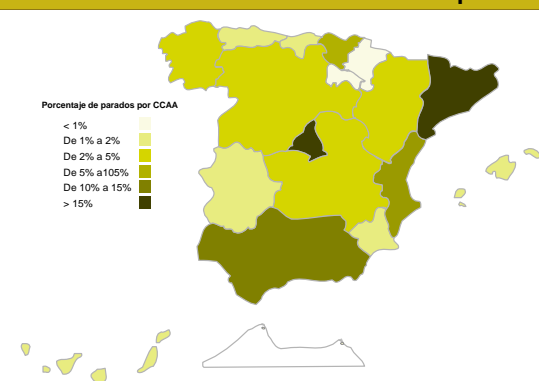 Porcentaje de parados por CCAA
< 1%
De 1% a 2%
De 2% a 5%
De 5% a105%
De 10% a 15%
> 15%